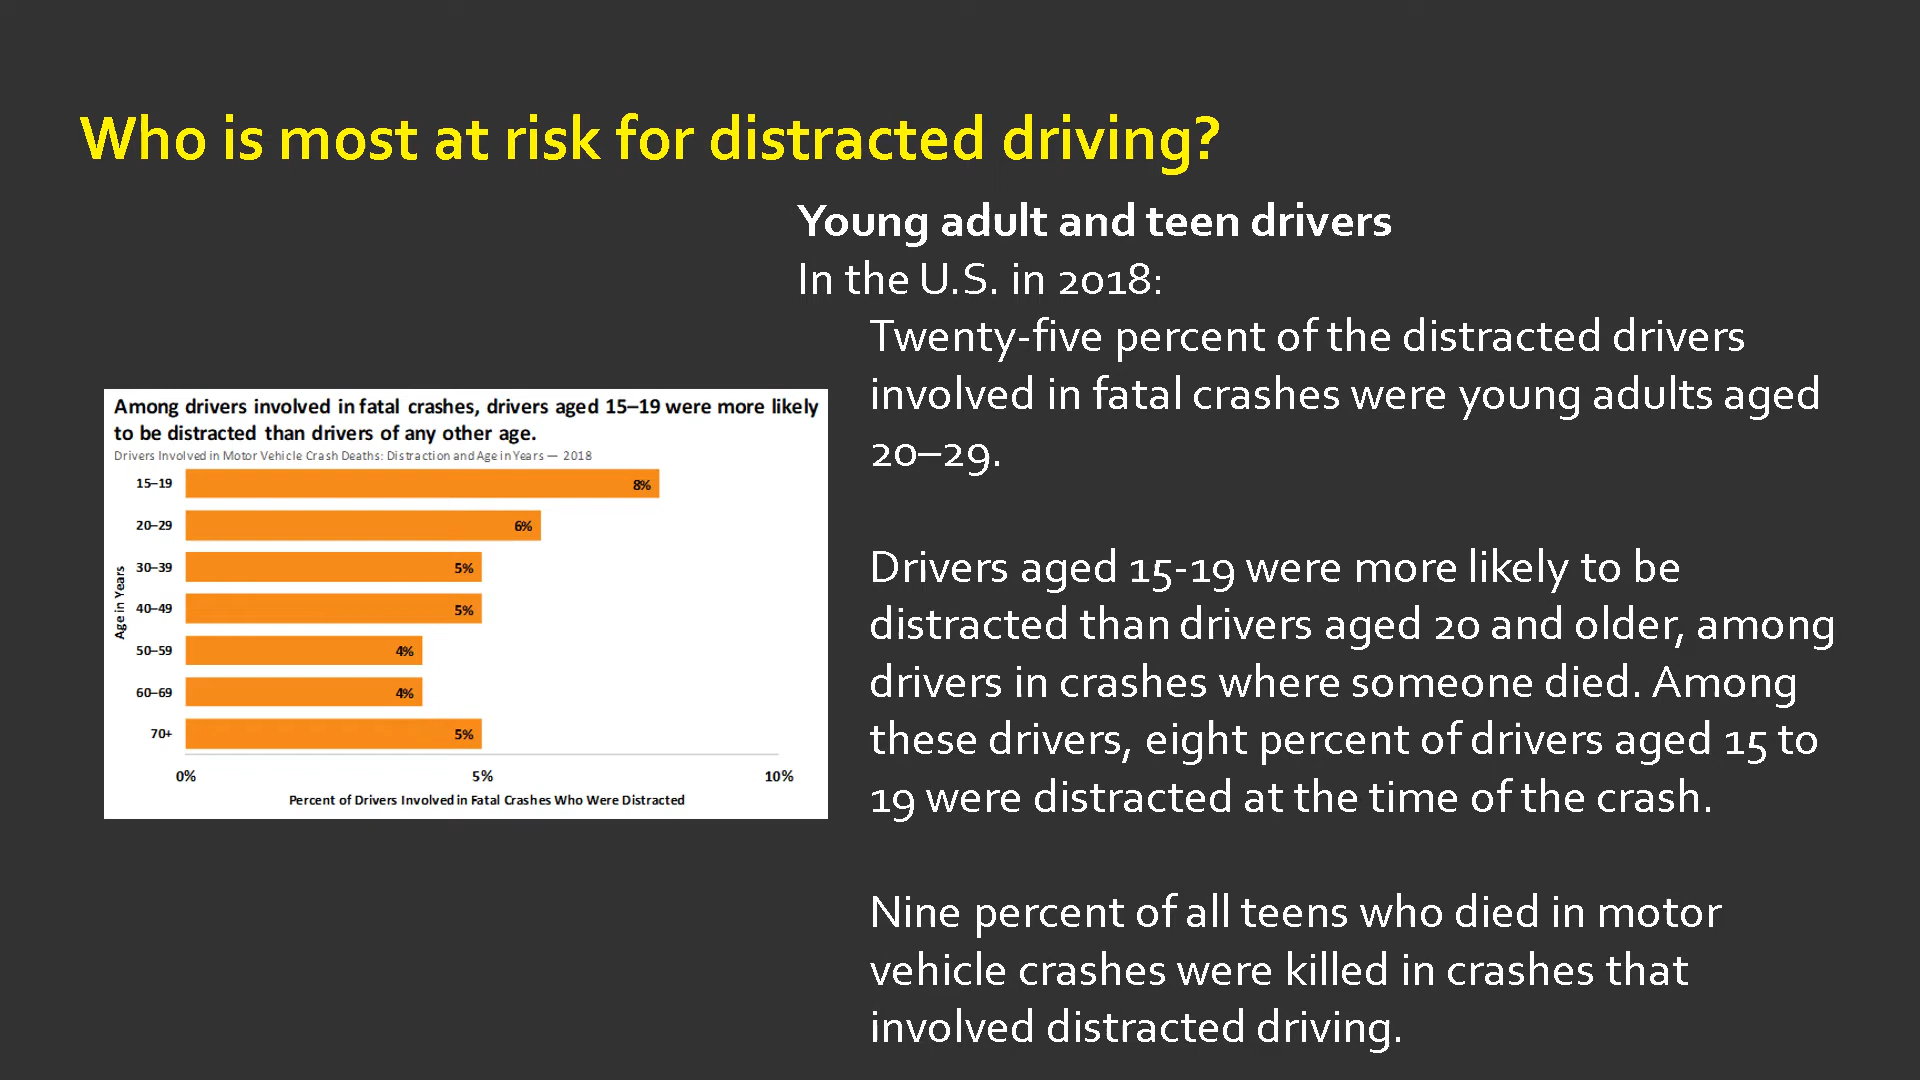 Who is most at risk for distracted driving?
Young adult and teen drivers
In the U.S. in 2018:
Twenty-five percent of the distracted drivers
involved in fatal crashes were young adults aged
20–29.
Drivers aged 15-19 were more likely to be
distracted than drivers aged 20 and older, among
drivers in crashes where someone died. Among
these drivers, eight percent of drivers aged 15 to
19 were distracted at the time of the crash.
Nine percent of all teens who died in motor
vehicle crashes were killed in crashes that
involved distracted driving.
Among drivers involved in fatal crashes, drivers aged 15–19 were more likely
to be distracted than drivers of any other age.
Drivers Involved in Motor Vehicle Crash Deaths: Distraction and Age in Years — 2018
Age in Years
15–19 8%
20–29 6%
30–39 5%
40–49 5%
50–59 4%
60–69 4%
70+ 5%
0% 5% 10%
Percent of Drivers Involved in Fatal Crashes Who Were Distracted